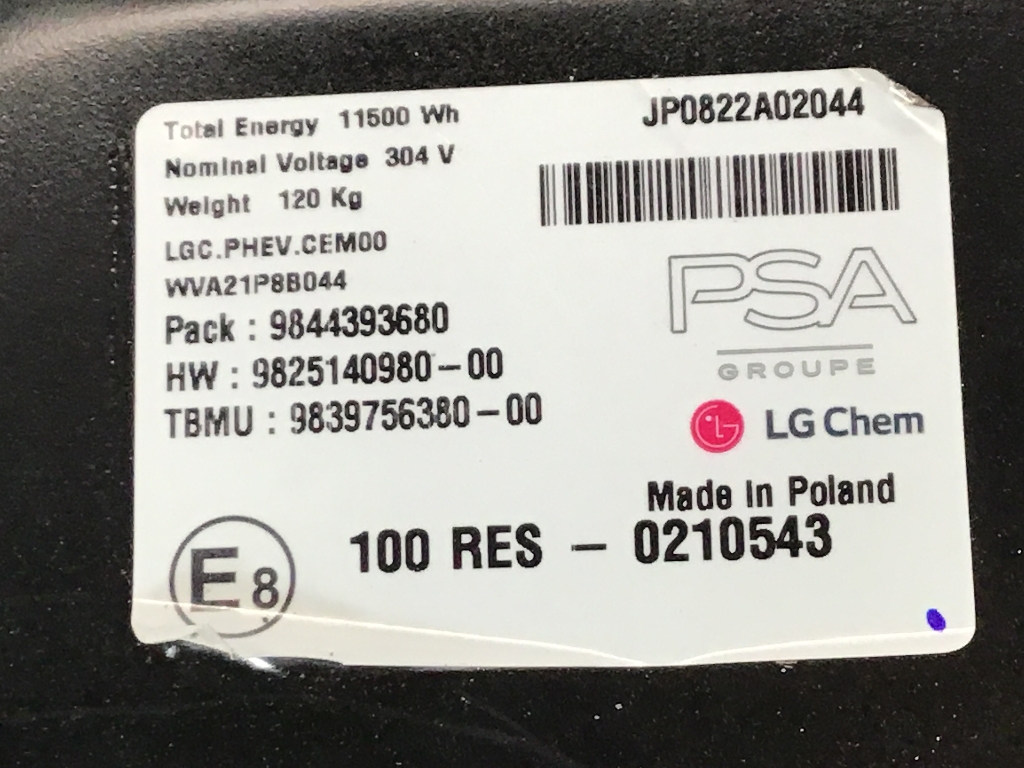 Total Energy 11500 Wh
Nominal Voltage 304 V
Weight 120 Kg
LGC.PHEV.CEM00
WVA21P8B044
Pack : 9844393680
HW : 9825140980-00
TBMU : 9839756380-00
JP0822A02044
PSA
GROUPE
LG Chem
Made in Poland
E8
100 RES - 0210543